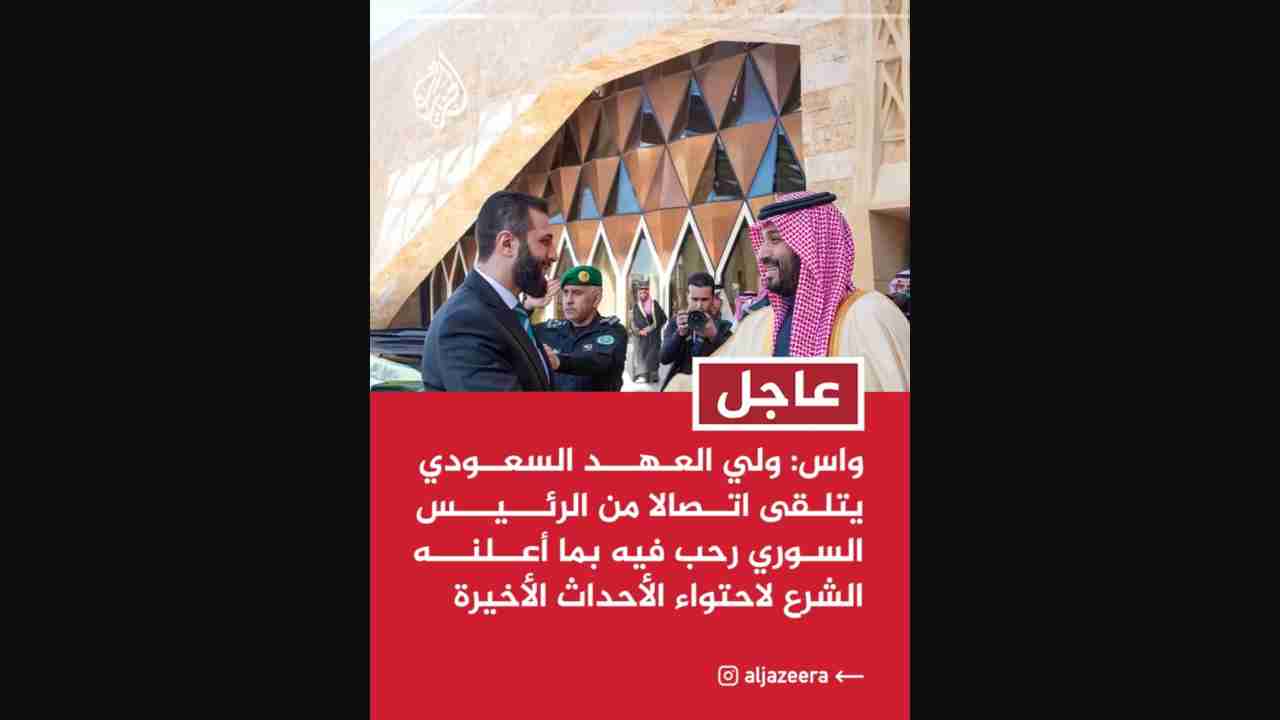 الجزيرة
عاجل
واس: ولي العهد السعودي
يتلقى اتصالا من الرئيس
السوري رحب فيه بما أعلنه
الشرع لاحتواء الأحداث الأخيرة
aljazeera